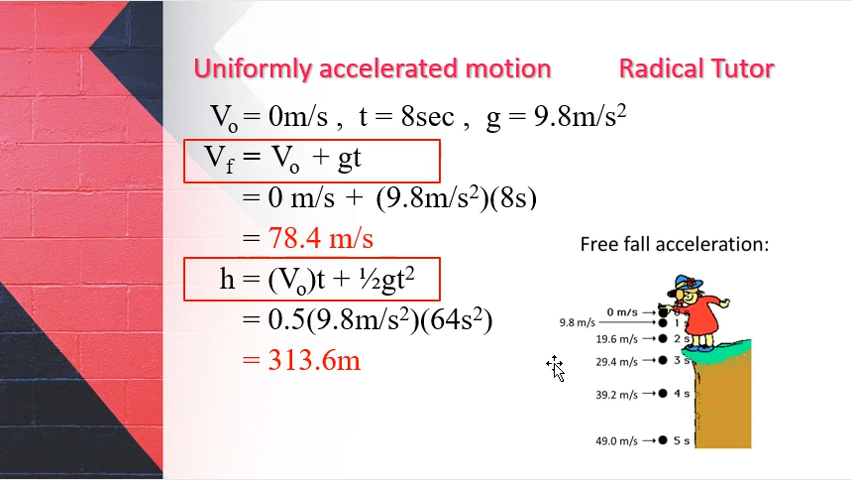 Uniformly accelerated motion Radical Tutor
Vₒ = 0m/s , t = 8sec , g = 9.8m/s²
V_f = Vₒ + gt
= 0 m/s + (9.8m/s²)(8s)
= 78.4 m/s
h = (Vₒ)t + ½gt²
= 0.5(9.8m/s²)(64s²)
= 313.6m
Free fall acceleration:
0 m/s
9.8 m/s 1 s
19.6 m/s 2 s
29.4 m/s 3 s
39.2 m/s 4 s
49.0 m/s 5 s